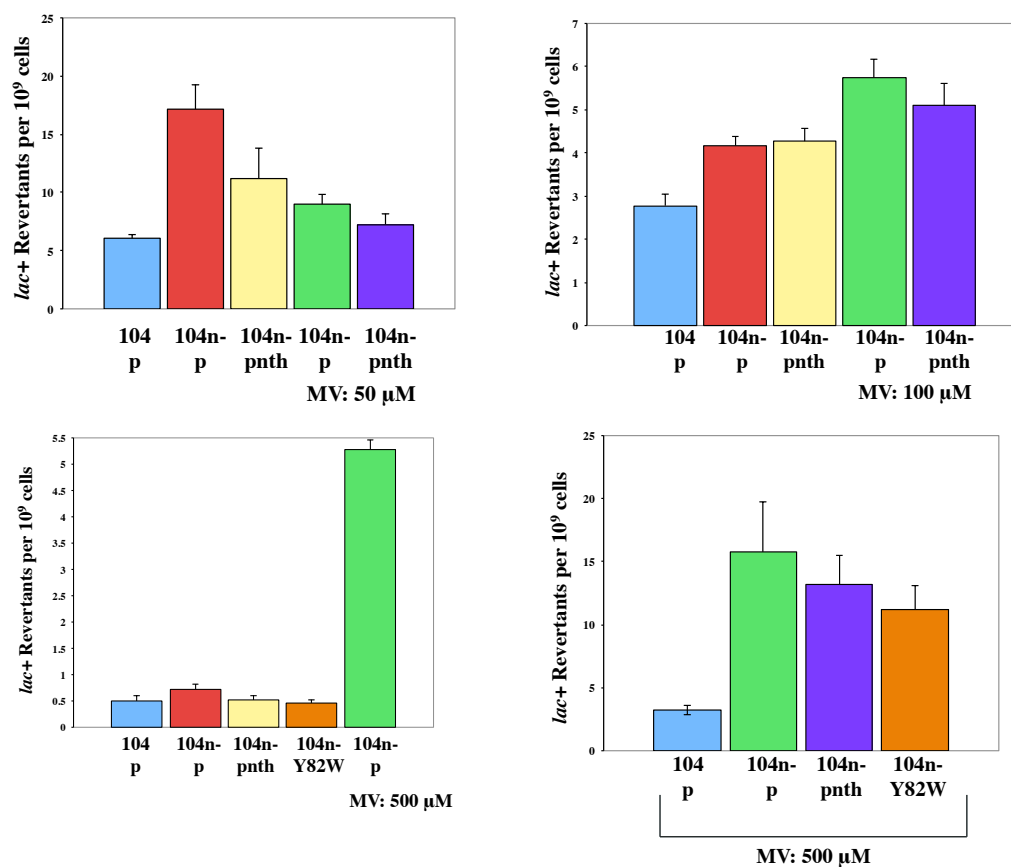 lac+ Revertants per 10⁹ cells
25
20
15
10
5
0
104 p
104n- p
104n- pnth
104n- p
104n- pnth
MV: 50 µM
lac+ Revertants per 10⁹ cells
7
6
5
4
3
2
1
0
104 p
104n- p
104n- pnth
104n- p
104n- pnth
MV: 100 µM
lac+ Revertants per 10⁹ cells
5.5
5
4.5
4
3.5
3
2.5
2
1.5
1
0.5
0
104 p
104n- p
104n- pnth
104n- Y82W
104n- p
MV: 500 µM
lac+ Revertants per 10⁹ cells
25
20
15
10
5
0
104 p
104n- p
104n- pnth
104n- Y82W
MV: 500 µM